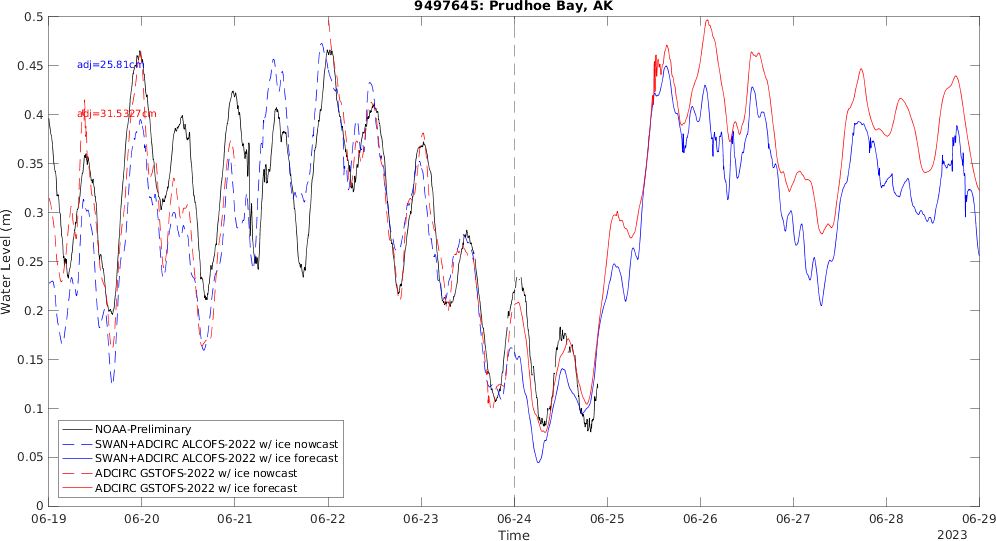 9497645: Prudhoe Bay, AK
0.5
0.45
0.4
0.35
0.3
0.25
0.2
0.15
0.1
0.05
0
Water Level (m)
adj=25.81cm
adj=31.5327cm
NOAA-Preliminary
SWAN+ADCIRC ALCOFS-2022 w/ ice nowcast
SWAN+ADCIRC ALCOFS-2022 w/ ice forecast
ADCIRC GSTOFS-2022 w/ ice nowcast
ADCIRC GSTOFS-2022 w/ ice forecast
06-19 06-20 06-21 06-22 06-23 06-24 06-25 06-26 06-27 06-28 06-29
Time
2023